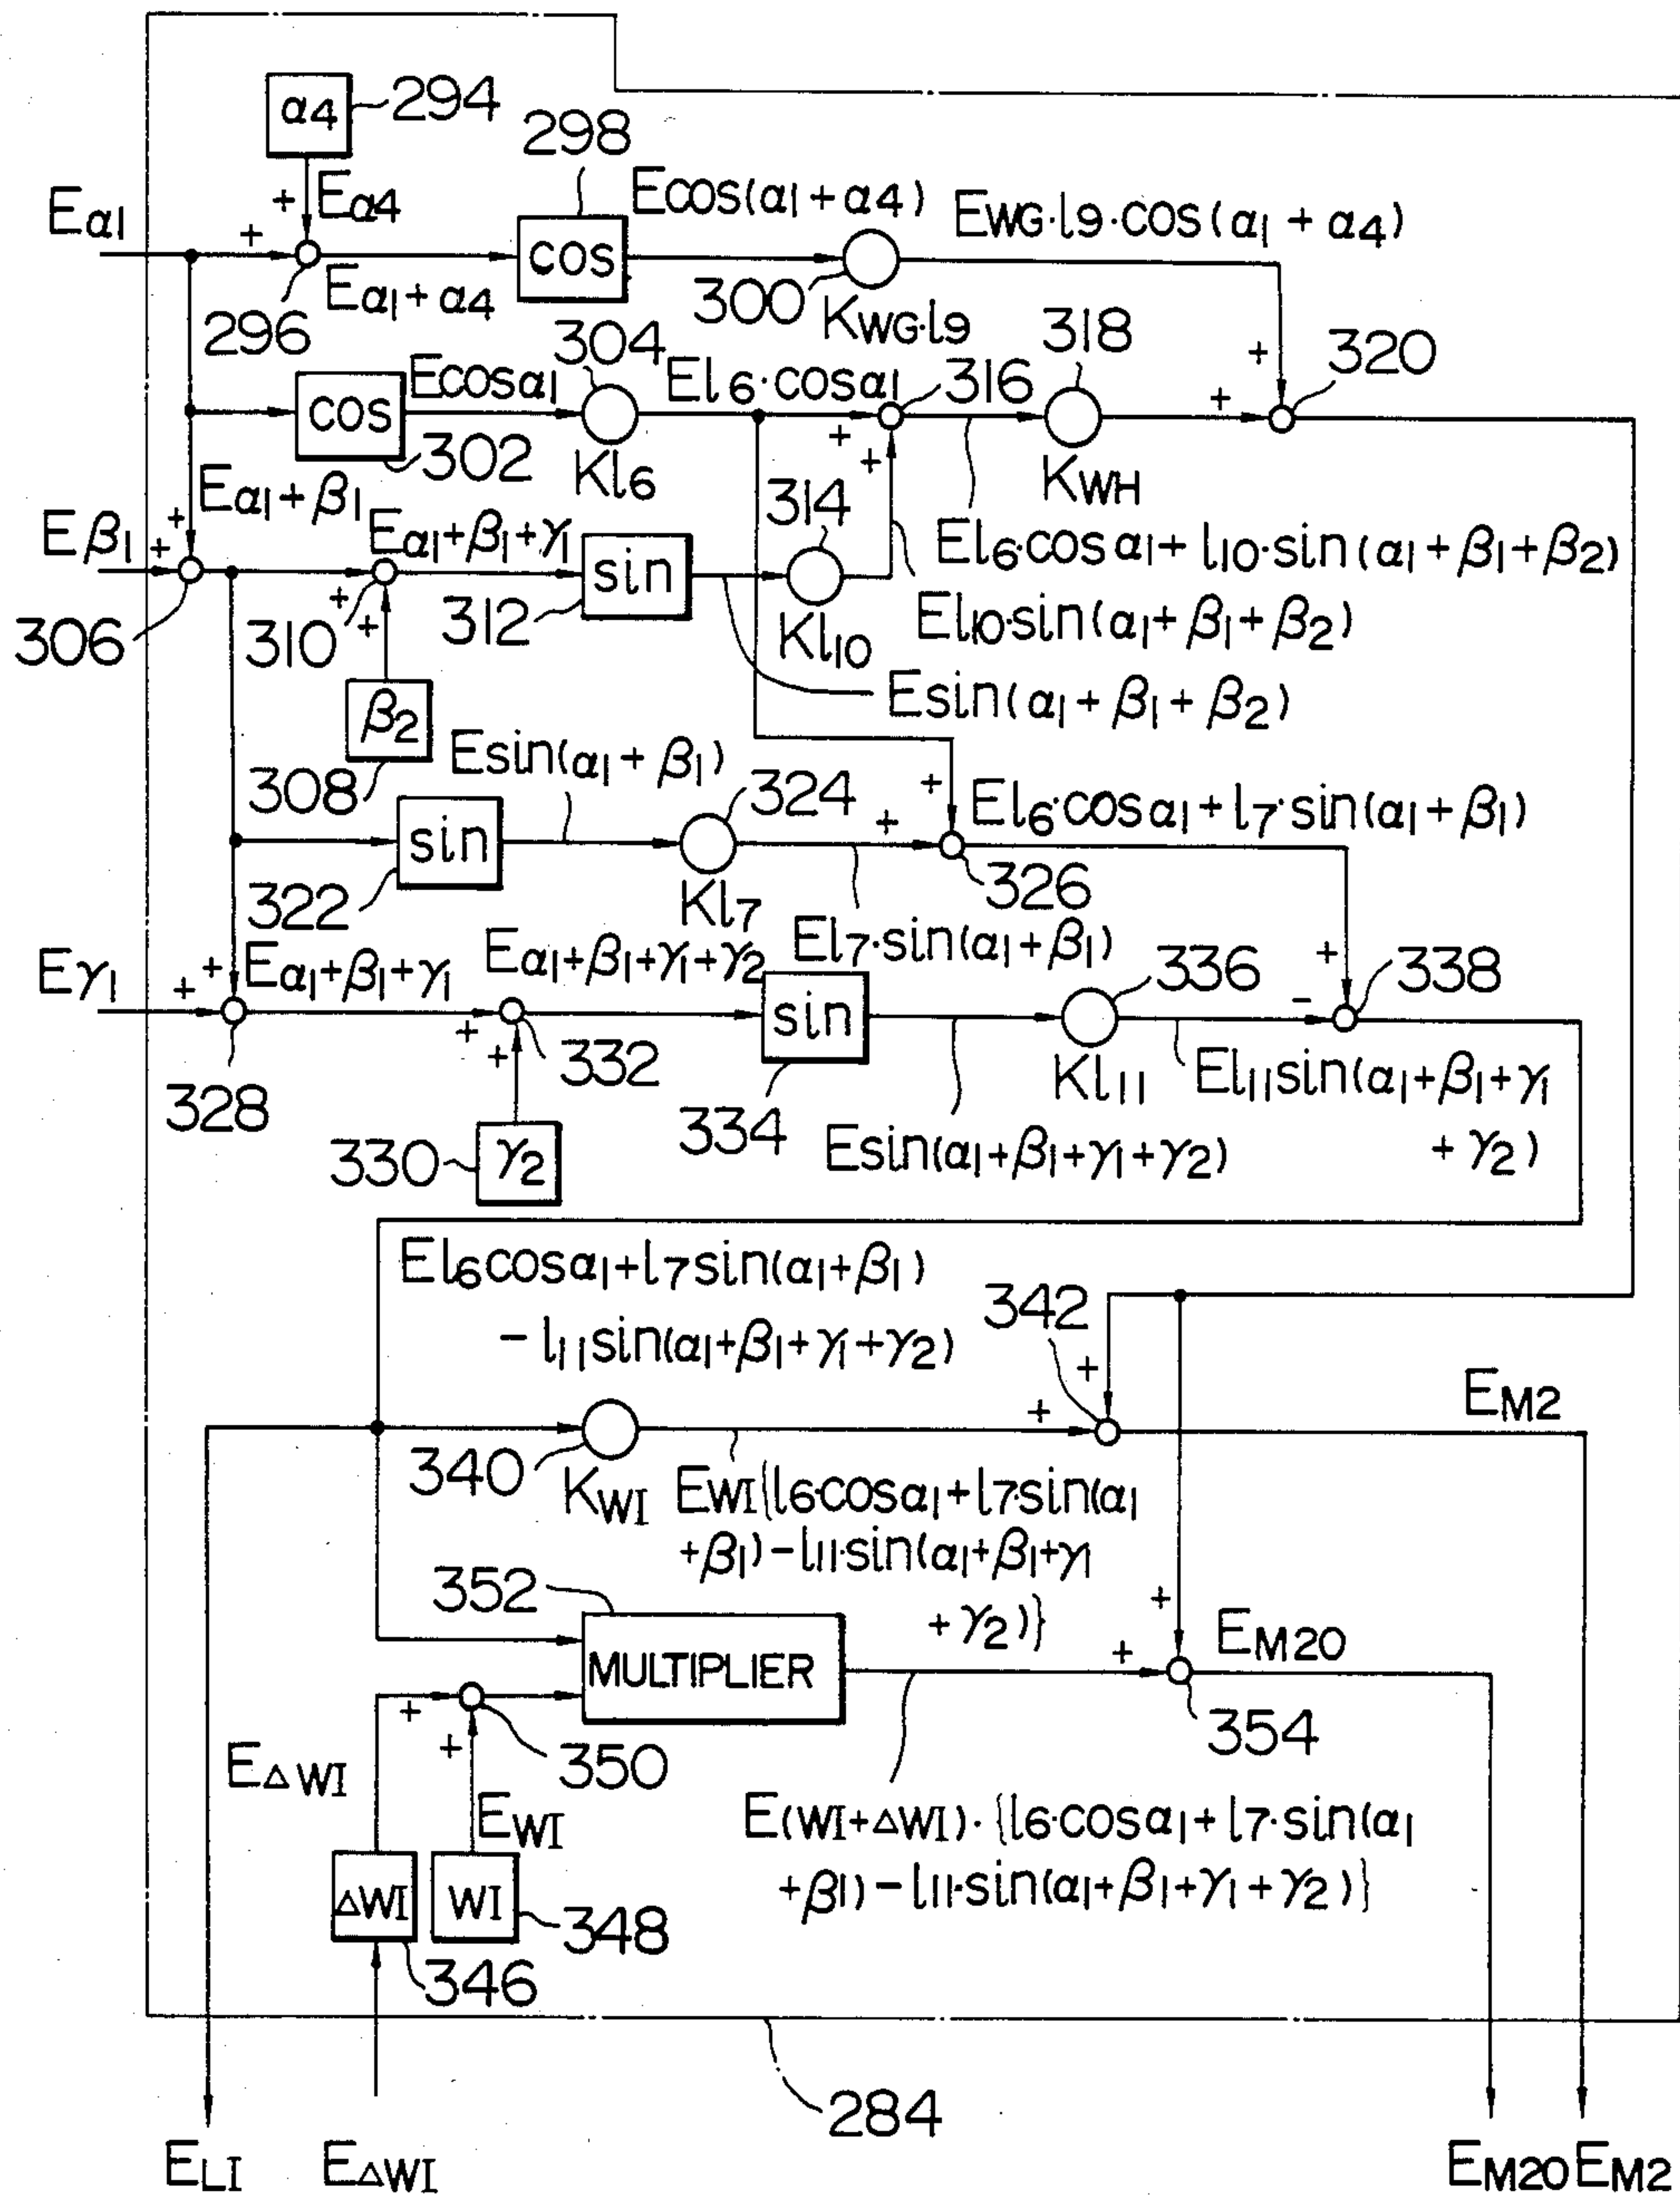 α4
294
298
Eα4
Ecos(α1+α4)
EWG·l9·cos(α1+α4)
Eα1
+
+
cos
Eα1+α4
300
KWG·l9
296
304
318
Ecosα1
El6·cosα1
316
+
320
cos
+
302
Kl6
+
+
KWH
314
Eα1+β1
Eβ1
+
+
Eα1+β1+γ1
sin
El6·cosα1+l10·sin(α1+β1+β2)
306
310
+
+
312
Kl10
El10·sin(α1+β1+β2)
β2
Esin(α1+β1+β2)
308
Esin(α1+β1)
324
+
+
El6·cosα1+l7·sin(α1+β1)
sin
322
Kl7
326
El7·sin(α1+β1)
Eγ1
+
+
Eα1+β1+γ1
Eα1+β1+γ1+γ2
336
+
-
338
sin
+
+
332
328
334
Kl11
El11sin(α1+β1+γ1
+γ2)
330
γ2
Esin(α1+β1+γ1+γ2)
El6cosα1+l7sin(α1+β1)
-l11sin(α1+β1+γ1+γ2)
342
+
+
EM2
340
KWI
EWI{l6·cosα1+l7·sin(α1
+β1)-l11·sin(α1+β1+γ1
+γ2)}
352
MULTIPLIER
+
+
EM20
354
+
+
350
E△WI
EWI
E(WI+△WI)·{l6·cosα1+l7·sin(α1
+β1)-l11·sin(α1+β1+γ1+γ2)}
△WI
WI
348
346
284
ELI
E△WI
EM20
EM2